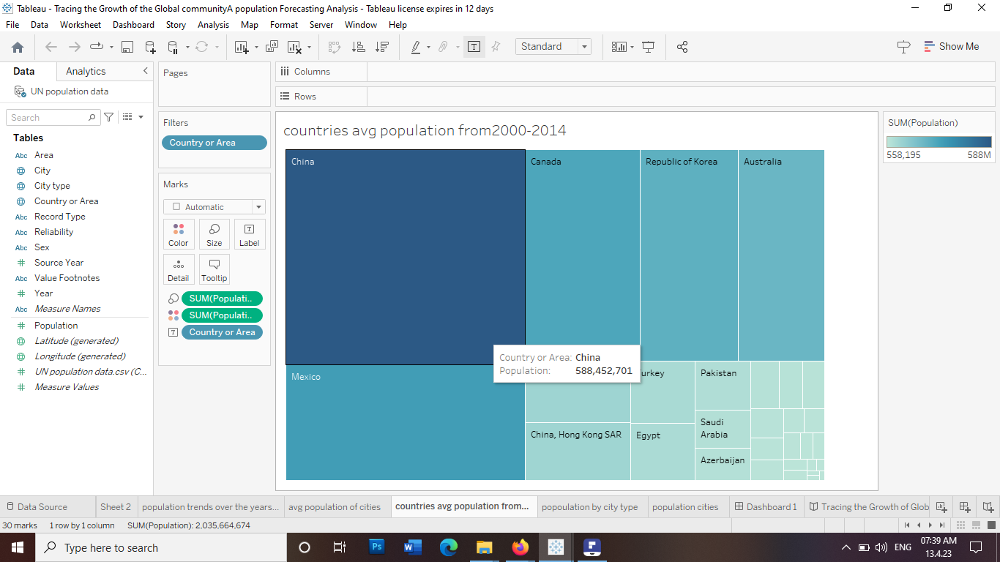 Tableau - Tracing the Growth of the Global communityA population Forecasting Analysis - Tableau license expires in 12 days
File Data Worksheet Dashboard Story Analysis Map Format Server Window Help
Standard
Show Me
Data Analytics
UN population data
Search
Tables
Abc Area
City
City type
Country or Area
Abc Record Type
Abc Reliability
Abc Sex
Source Year
Abc Value Footnotes
Year
Abc Measure Names
Population
Latitude (generated)
Longitude (generated)
UN population data.csv (C...
Measure Values
Pages
Filters
Country or Area
Marks
Automatic
Color Size Label
Detail Tooltip
SUM(Populati..
SUM(Populati..
Country or Area
Columns
Rows
countries avg population from2000-2014
China Canada Republic of Korea Australia
Country or Area: China
Population: 588,452,701
Mexico urkey Pakistan
Saudi
Arabia
China, Hong Kong SAR Egypt
Azerbaijan
SUM(Population)
558,195 588M
Data Source Sheet 2 population trends over the years... avg population of cities countries avg population from... popoulation by city type population cities Dashboard 1 Tracing the Growth of Glob
30 marks 1 row by 1 column SUM(Population): 2,035,664,674
Type here to search
Ps W ENG 07:39 AM
13.4.23